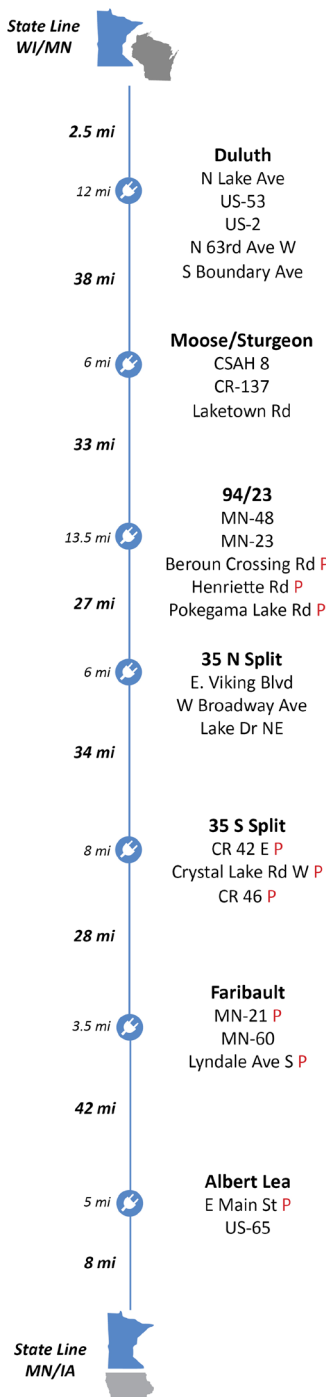 State Line
WI/MN
2.5 mi
Duluth
N Lake Ave
12 mi
US-53
US-2
N 63rd Ave W
S Boundary Ave
38 mi
Moose/Sturgeon
6 mi
CSAH 8
CR-137
Laketown Rd
33 mi
94/23
MN-48
13.5 mi
MN-23
Beroun Crossing Rd P
Henriette Rd P
27 mi
Pokegama Lake Rd P
35 N Split
6 mi
E. Viking Blvd
W Broadway Ave
Lake Dr NE
34 mi
35 S Split
8 mi
CR 42 E P
Crystal Lake Rd W P
CR 46 P
28 mi
Faribault
MN-21 P
3.5 mi
MN-60
Lyndale Ave S P
42 mi
Albert Lea
5 mi
E Main St P
US-65
8 mi
State Line
MN/IA